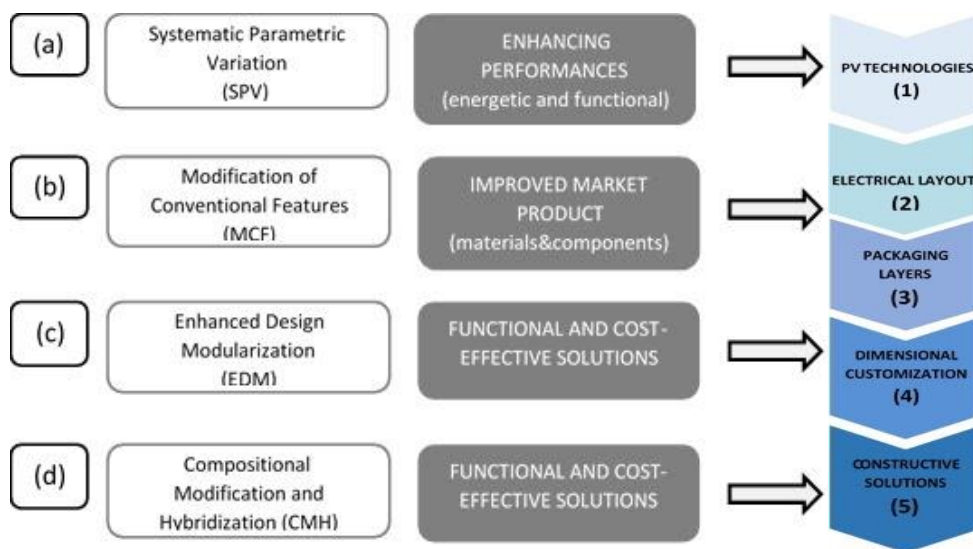 (a)
Systematic Parametric
Variation
(SPV)
ENHANCING
PERFORMANCES
(energetic and functional)
PV TECHNOLOGIES
(1)
(b)
Modification of
Conventional Features
(MCF)
IMPROVED MARKET
PRODUCT
(materials&components)
ELECTRICAL LAYOUT
(2)
PACKAGING
LAYERS
(3)
(c)
Enhanced Design
Modularization
(EDM)
FUNCTIONAL AND COST-
EFFECTIVE SOLUTIONS
DIMENSIONAL
CUSTOMIZATION
(4)
(d)
Compositional
Modification and
Hybridization (CMH)
FUNCTIONAL AND COST-
EFFECTIVE SOLUTIONS
CONSTRUCTIVE
SOLUTIONS
(5)